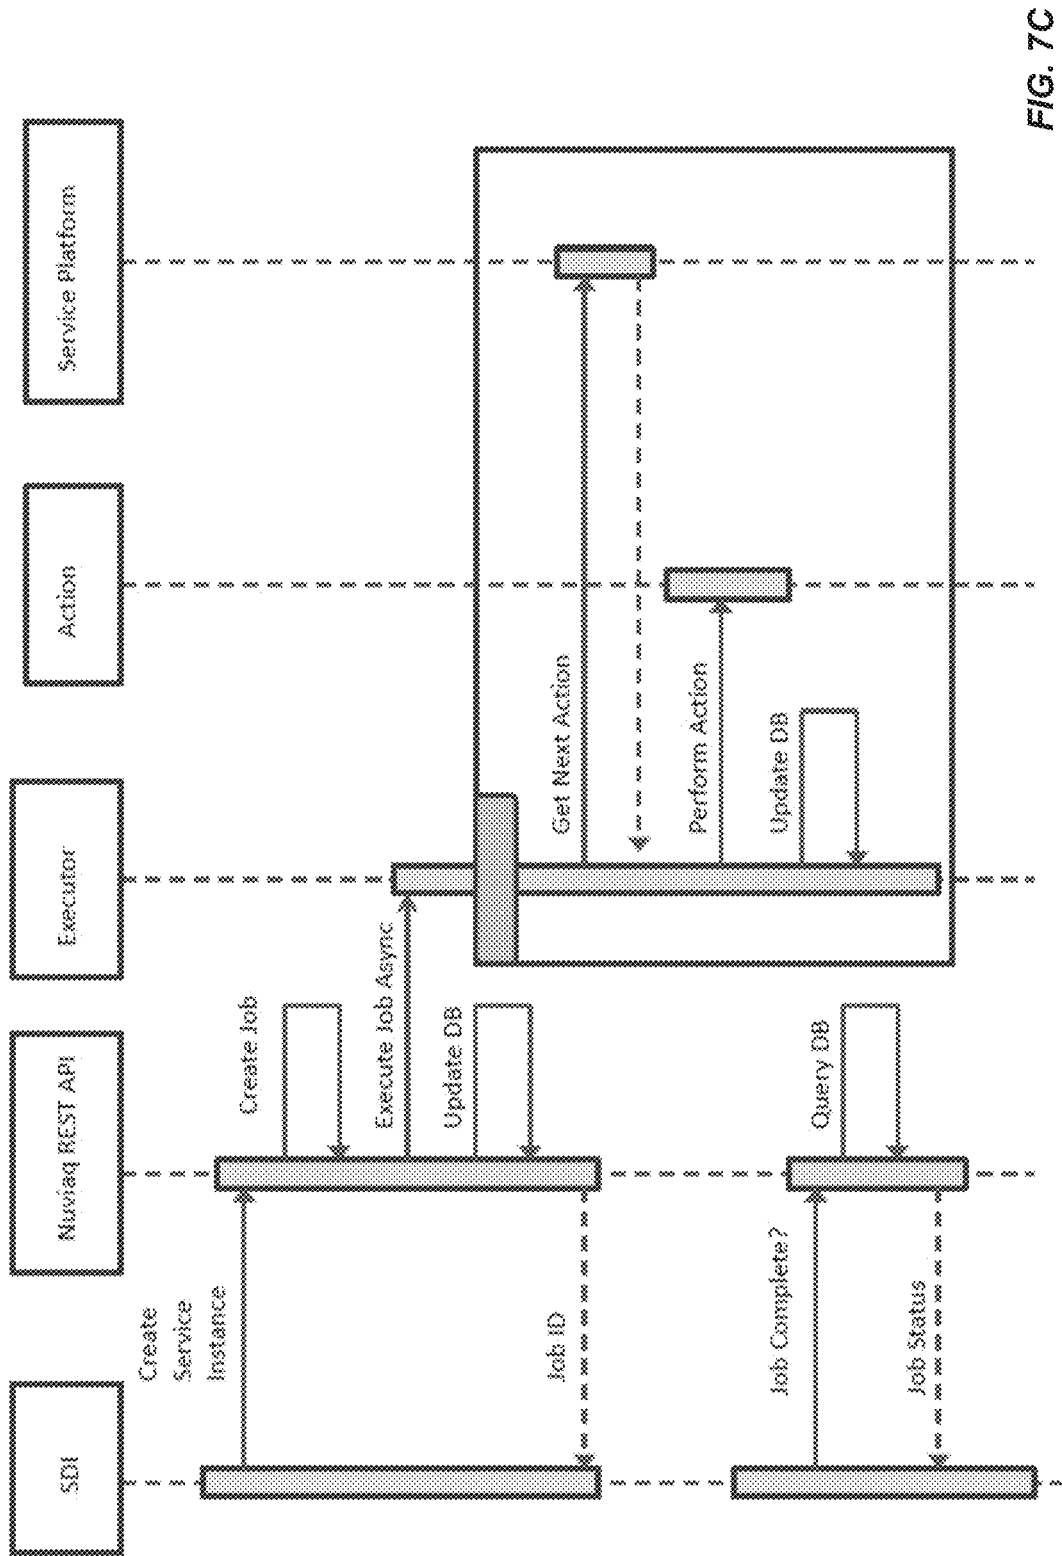 SDI
Nuviaq REST API
Executor
Action
Service Platform
Create
Service
Instance
Create Job
Execute Job Async
Update DB
Get Next Action
Job ID
Perform Action
Update DB
Job Complete?
Query DB
Job Status
FIG. 7C